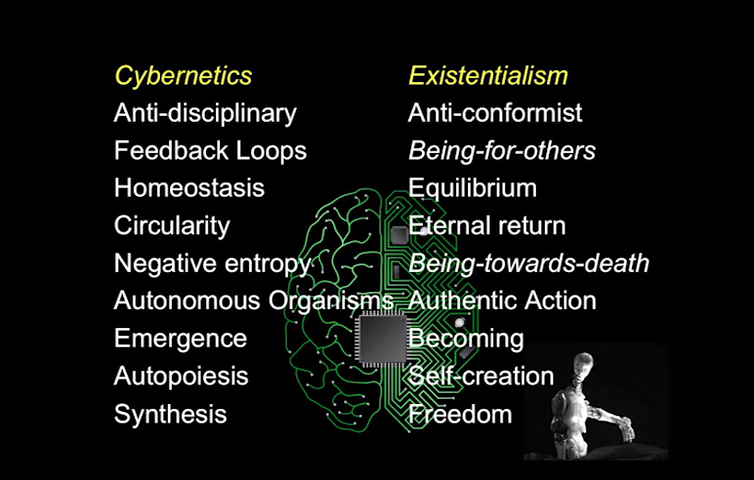 Cybernetics Existentialism
Anti-disciplinary Anti-conformist
Feedback Loops Being-for-others
Homeostasis Equilibrium
Circularity Eternal return
Negative entropy Being-towards-death
Autonomous Organisms Authentic Action
Emergence Becoming
Autopoiesis Self-creation
Synthesis Freedom